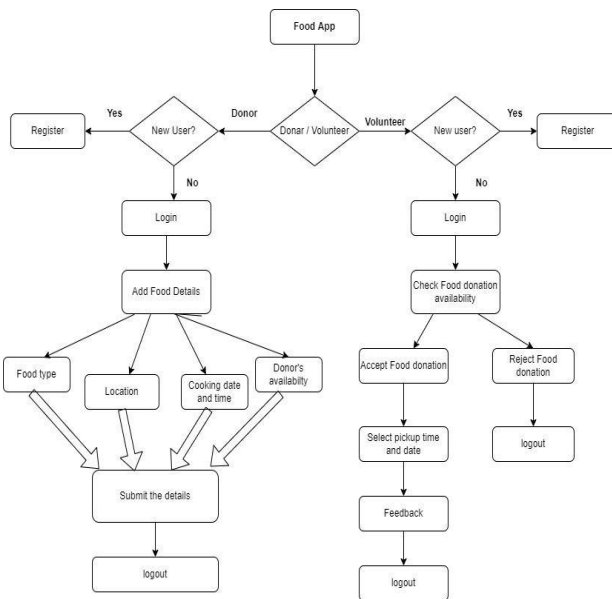 Food App
Yes
Donor
Volunteer
Yes
Register
New User?
Donar / Volunteer
New user?
Register
No
No
Login
Login
Add Food Details
Check Food donation
availability
Food type
Location
Cooking date
and time
Donor's
availabilty
Accept Food donation
Reject Food
donation
Select pickup time
and date
logout
Submit the details
Feedback
logout
logout